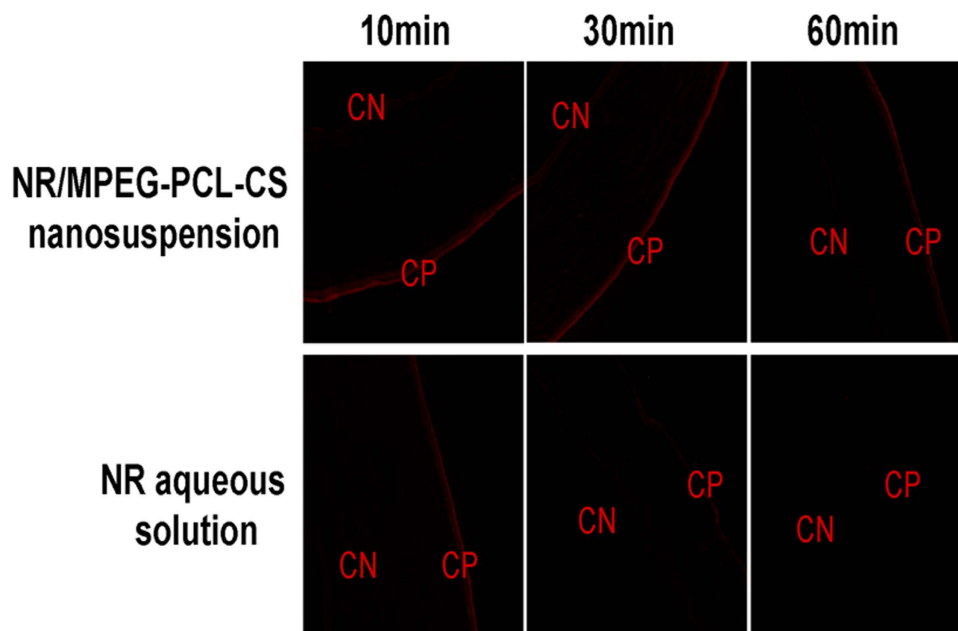 10min 30min 60min
NR/MPEG-PCL-CS
nanosuspension
CN CP
CN CP
CN CP
NR aqueous
solution
CN CP
CN CP
CN CP